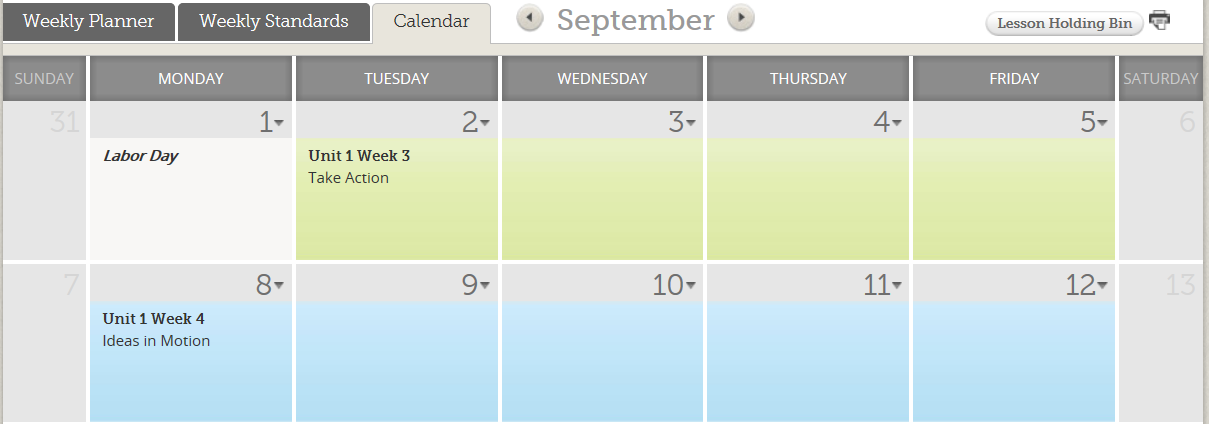 Weekly Planner Weekly Standards Calendar September Lesson Holding Bin
SUNDAY MONDAY TUESDAY WEDNESDAY THURSDAY FRIDAY SATURDAY
31 1 2 3 4 5 6
Labor Day Unit 1 Week 3
Take Action
7 8 9 10 11 12 13
Unit 1 Week 4
Ideas in Motion